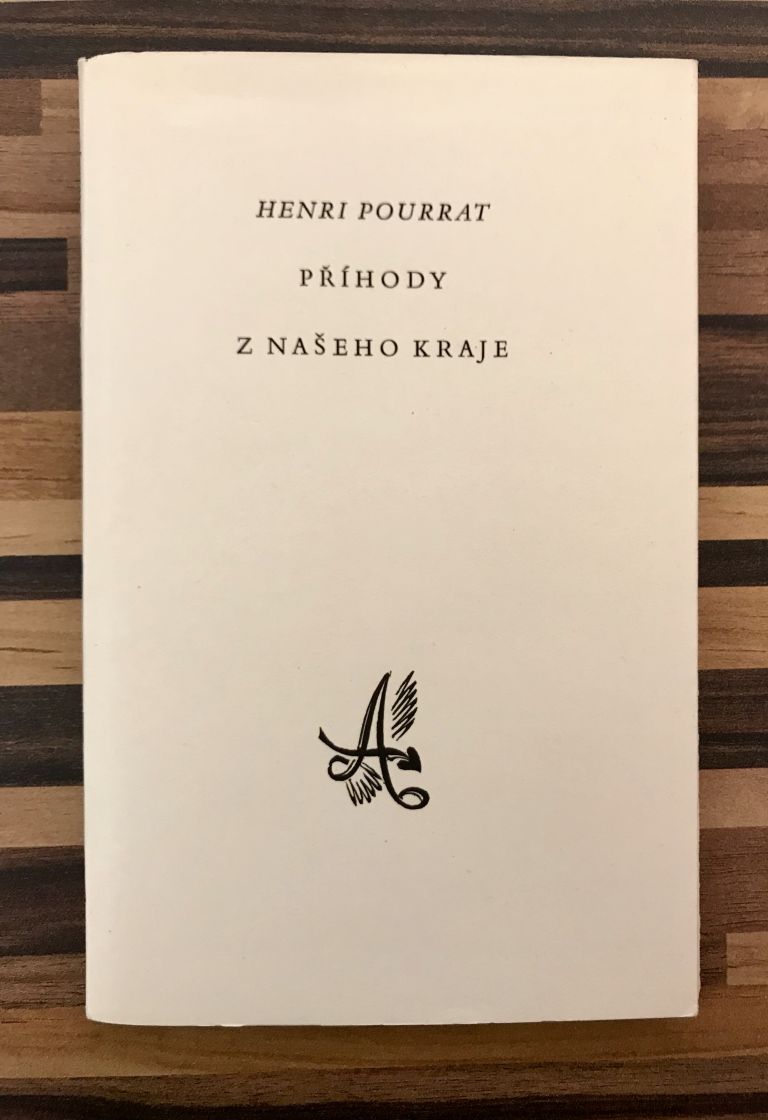 HENRI POURRAT
PŘÍHODY
Z NAŠEHO KRAJE
A